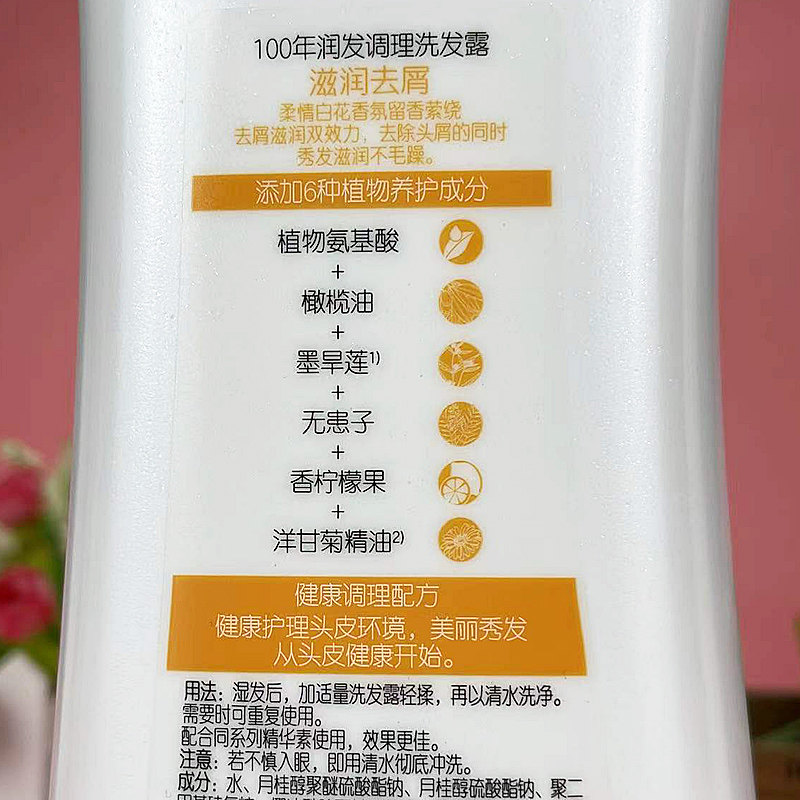 100年润发调理洗发露
滋润去屑
柔情白花香氛留香萦绕
去屑滋润双效力，去除头屑的同时
秀发滋润不毛躁。
添加6种植物养护成分
植物氨基酸
+
橄榄油
+
墨旱莲1)
+
无患子
+
香柠檬果
+
洋甘菊精油2)
健康调理配方
健康护理头皮环境，美丽秀发
从头皮健康开始。
用法：湿发后，加适量洗发露轻揉，再以清水洗净。
需要时可重复使用。
配合同系列精华素使用，效果更佳。
注意：若不慎入眼，即用清水彻底冲洗。
成分：水、月桂醇聚醚硫酸酯钠、月桂醇硫酸酯钠、聚二